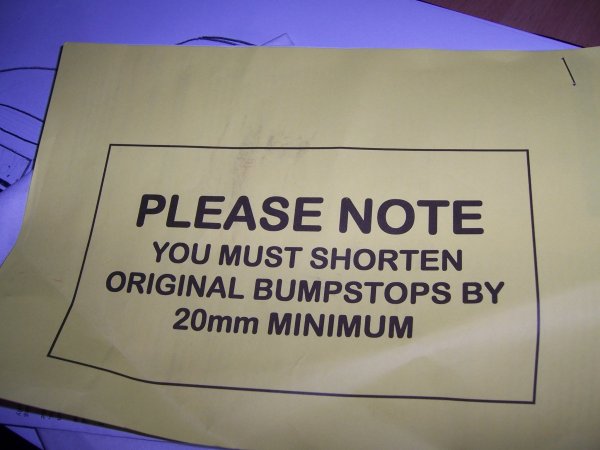 PLEASE NOTE
YOU MUST SHORTEN
ORIGINAL BUMPSTOPS BY
20mm MINIMUM